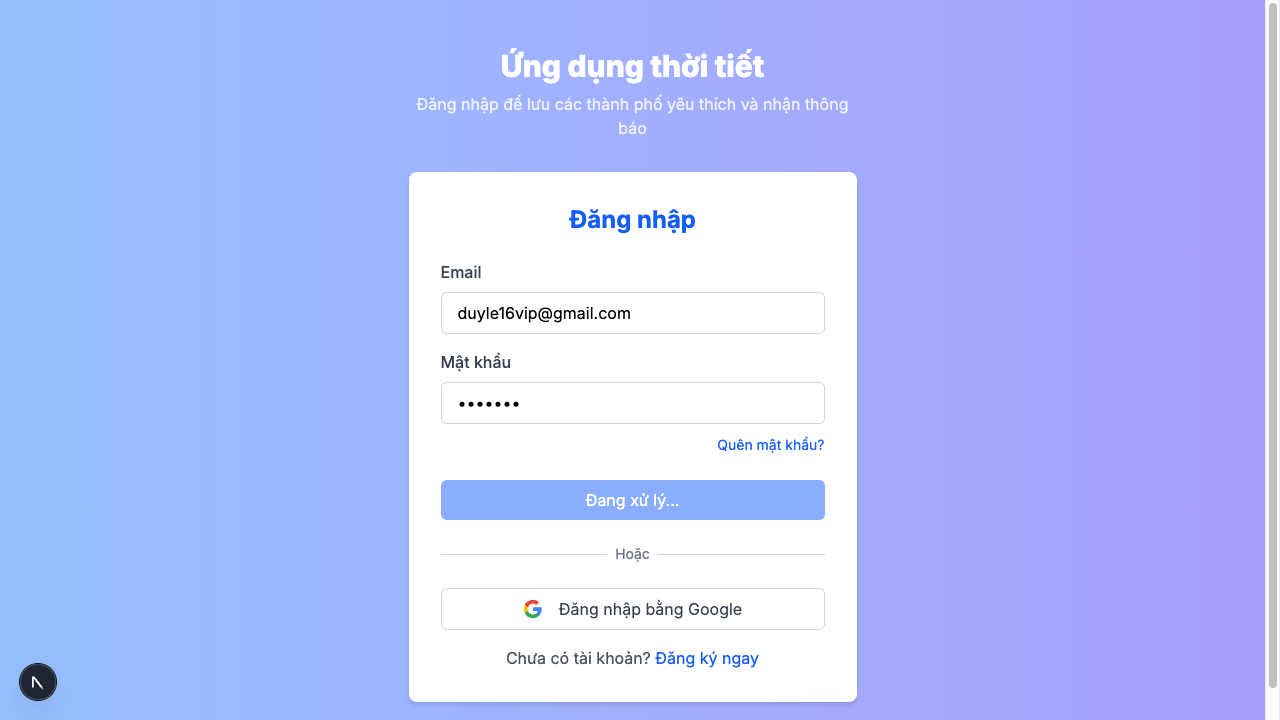 Ứng dụng thời tiết
Đăng nhập để lưu các thành phố yêu thích và nhận thông
báo
Đăng nhập
Email
duyle16vip@gmail.com
Mật khẩu
•••••••
Quên mật khẩu?
Đang xử lý...
Hoặc
Đăng nhập bằng Google
Chưa có tài khoản? Đăng ký ngay